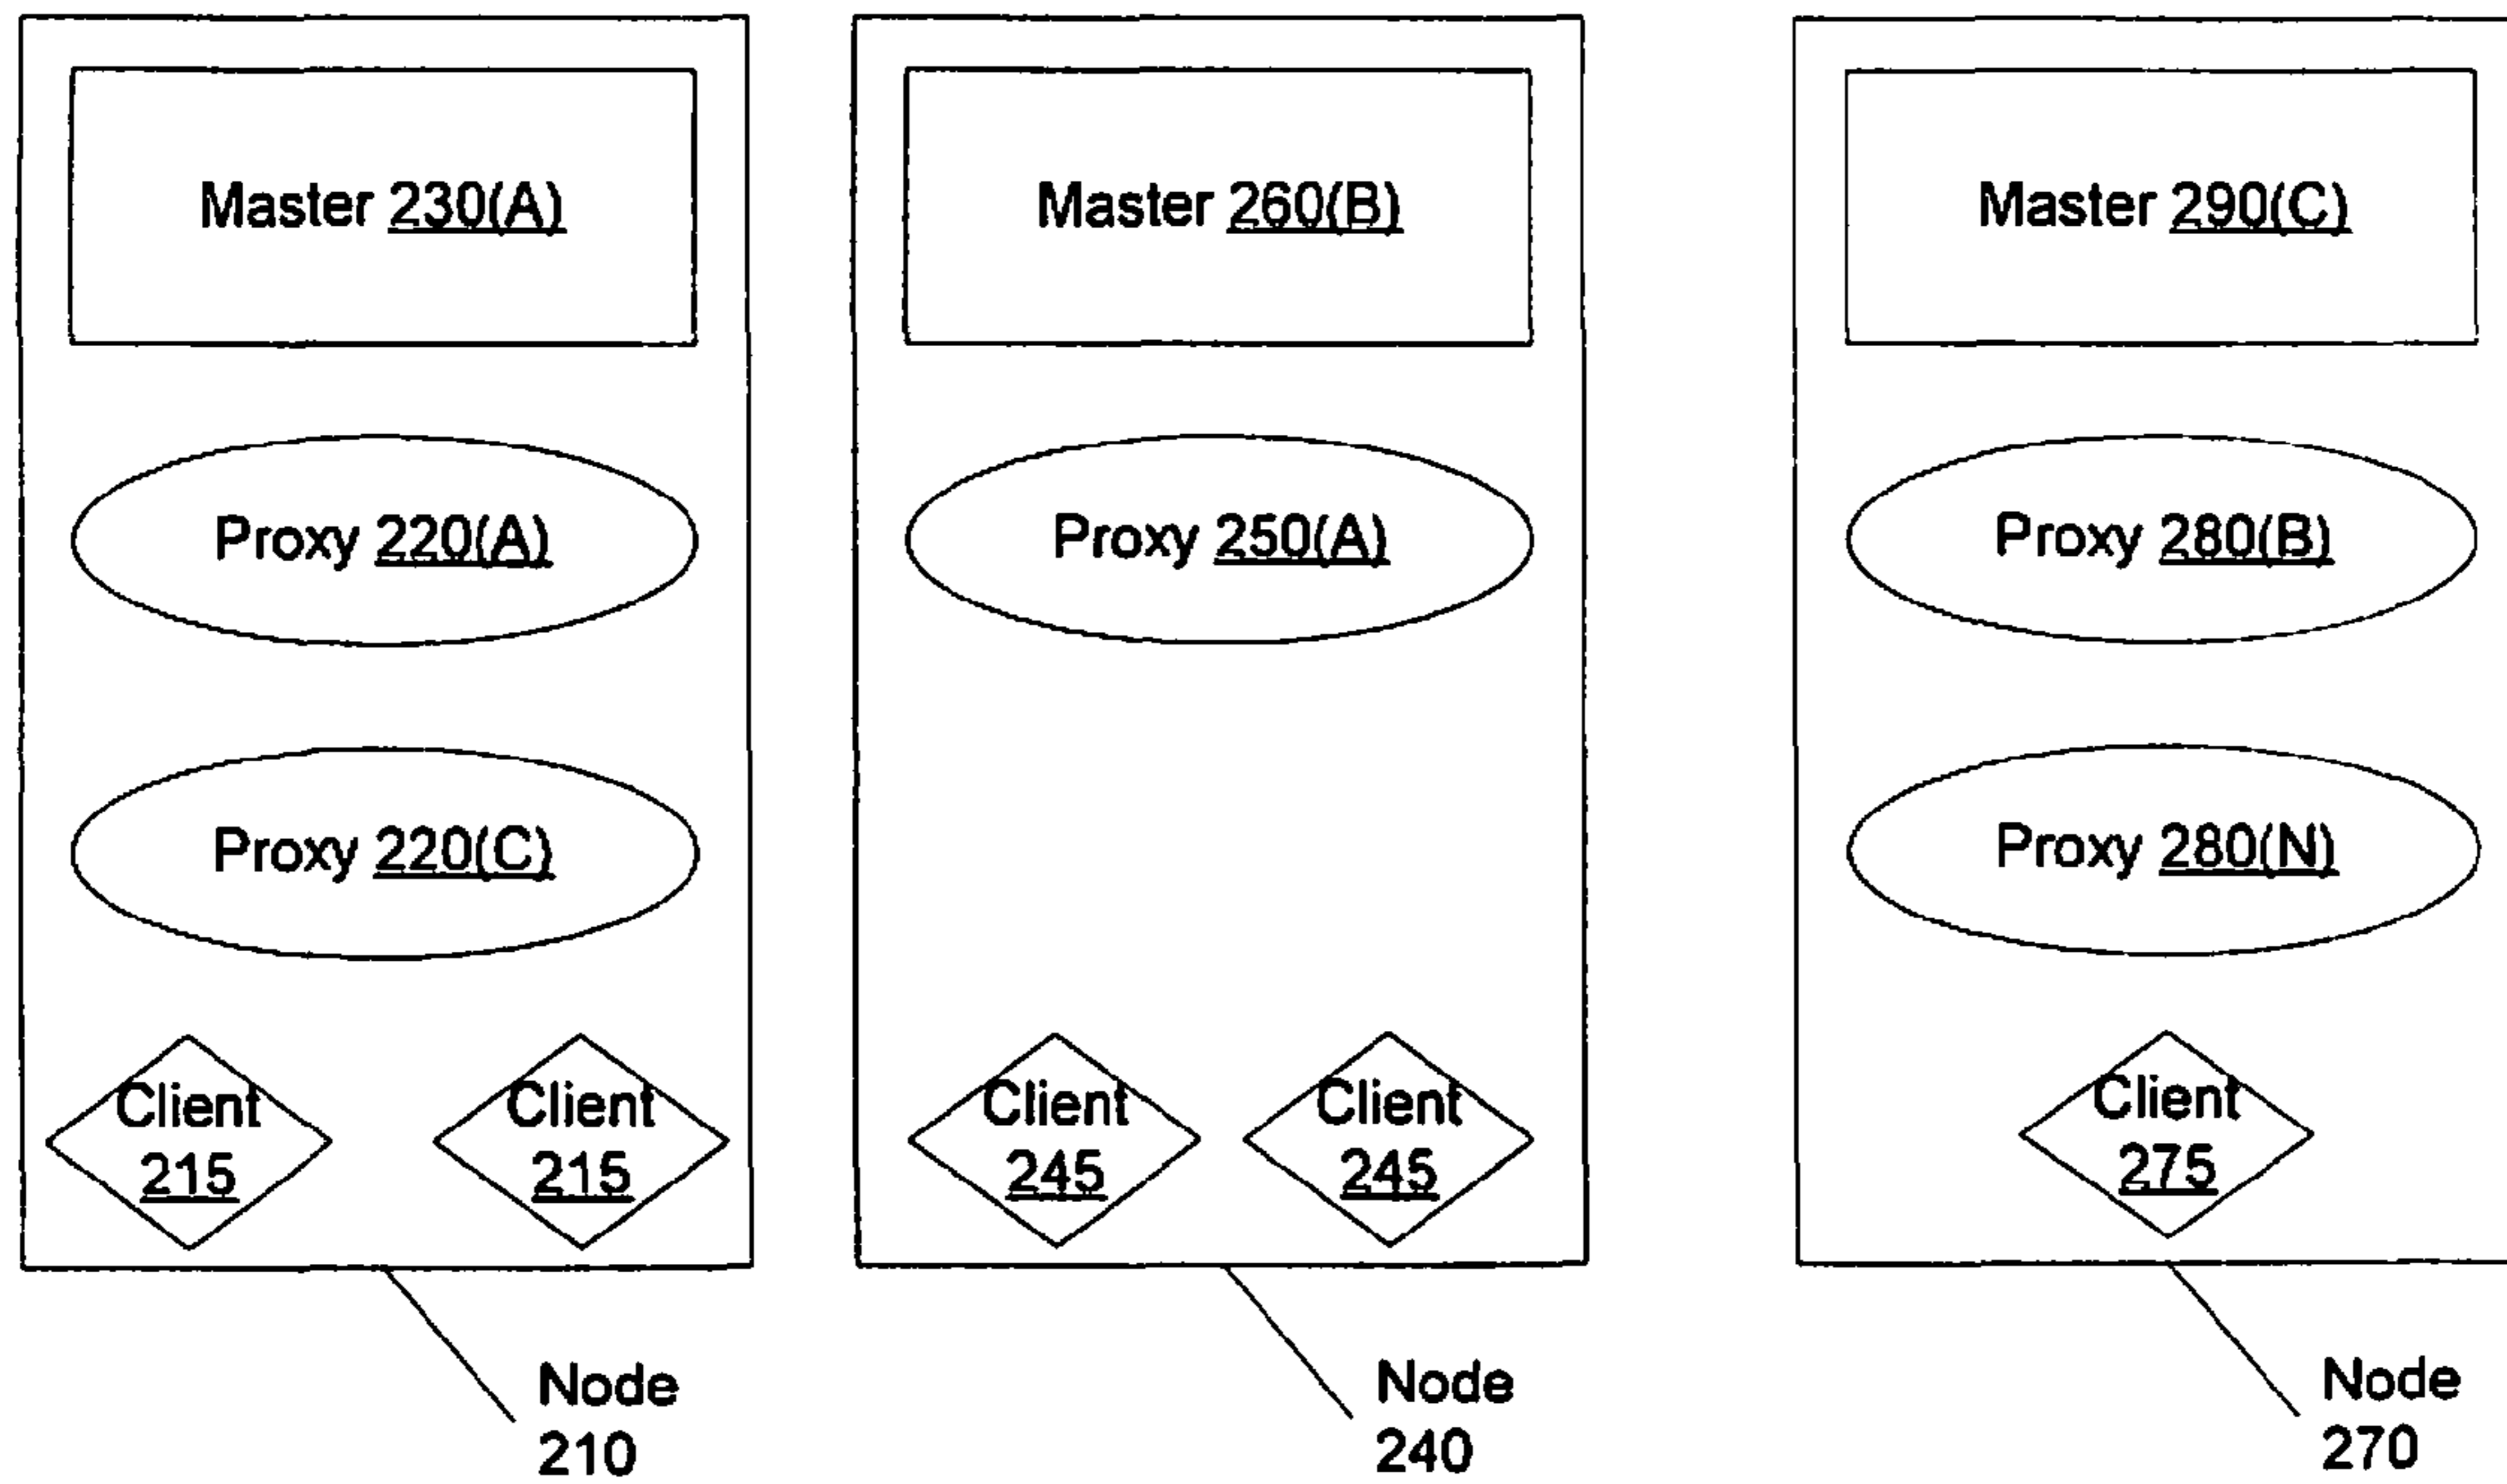 Master 230(A)
Proxy 220(A)
Proxy 220(C)
Client
215
Client
215
Node
210
Master 260(B)
Proxy 250(A)
Client
245
Client
245
Node
240
Master 290(C)
Proxy 280(B)
Proxy 280(N)
Client
275
Node
270